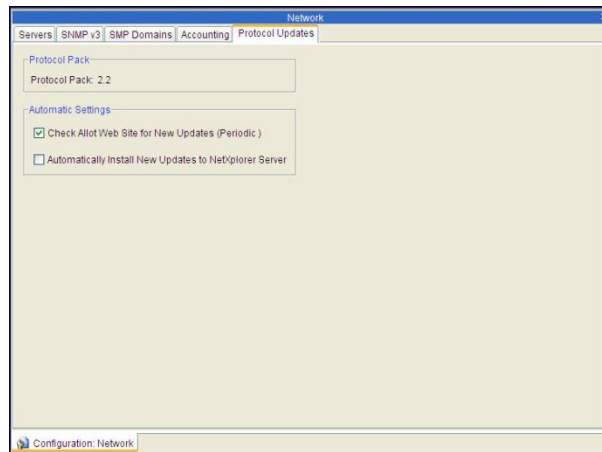 Network
Servers SNMP v3 SMP Domains Accounting Protocol Updates
Protocol Pack
Protocol Pack: 2.2
Automatic Settings
Check Allot Web Site for New Updates (Periodic )
Automatically Install New Updates to NetXplorer Server
Configuration: Network